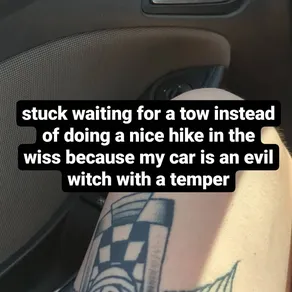 stuck waiting for a tow instead
of doing a nice hike in the
wiss because my car is an evil
witch with a temper